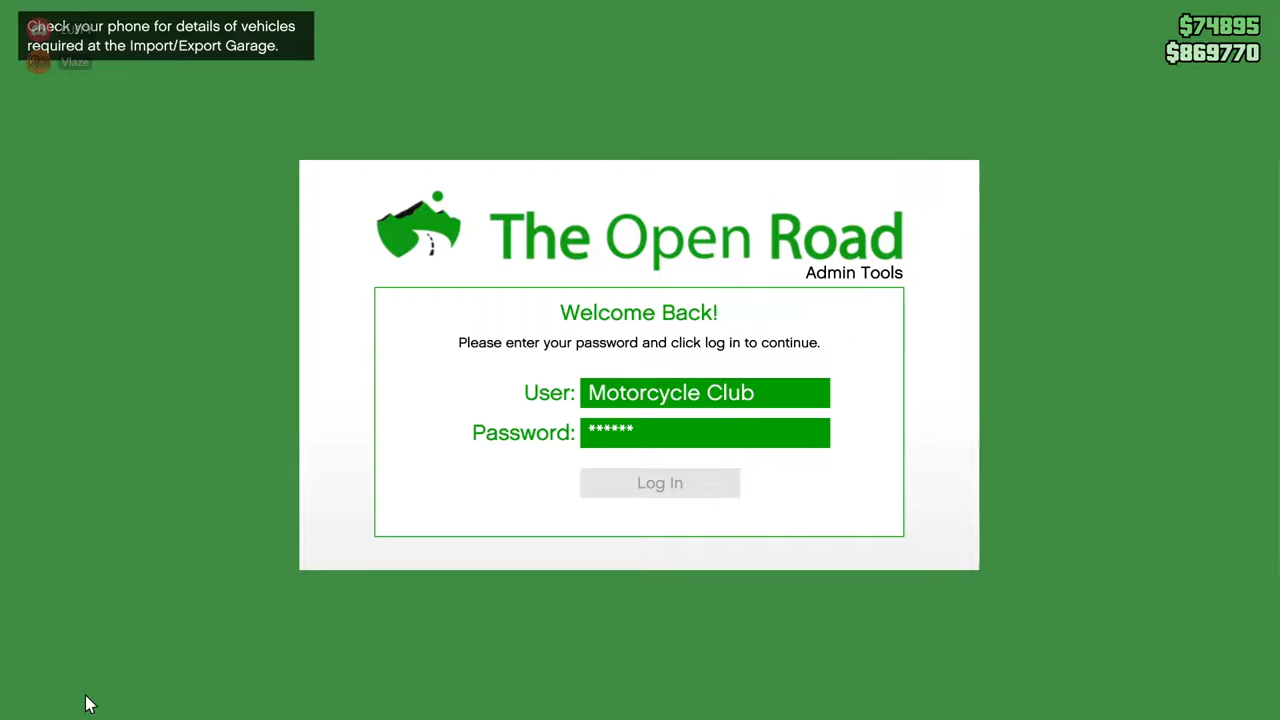 Check your phone for details of vehicles
required at the Import/Export Garage.
Vlaze
$74895
$869770
The Open Road
Admin Tools
Welcome Back!
Please enter your password and click log in to continue.
User: Motorcycle Club
Password: ******
Log In